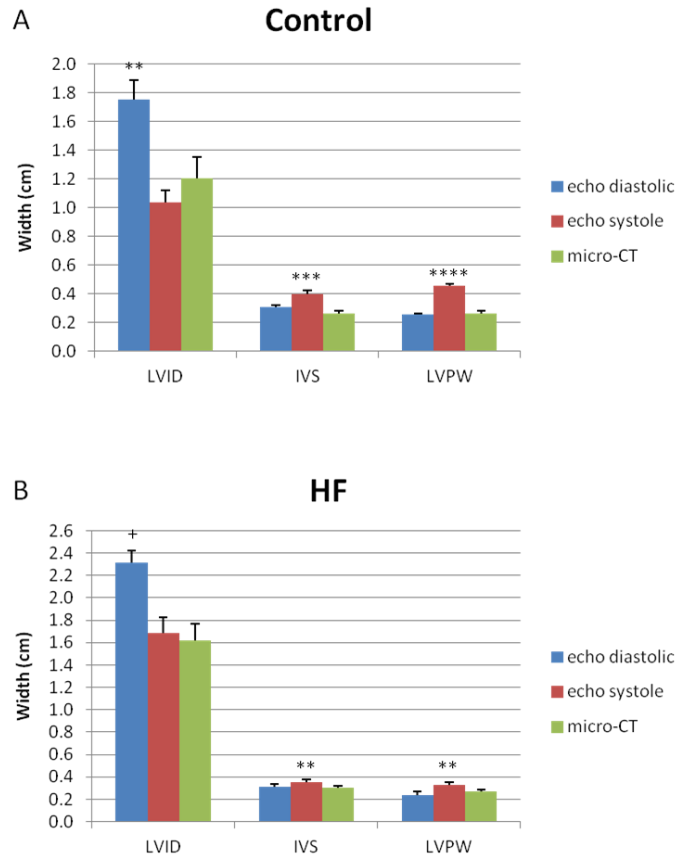 A
Control
2.0
**
1.8
1.6
1.4
1.2
1.0
0.8
0.6
0.4
0.2
0.0
Width (cm)
***
****
LVID IVS LVPW
echo diastolic
echo systole
micro-CT
B
HF
2.6
2.4
2.2
2.0
1.8
1.6
1.4
1.2
1.0
0.8
0.6
0.4
0.2
0.0
Width (cm)
+
**
**
LVID IVS LVPW
echo diastolic
echo systole
micro-CT